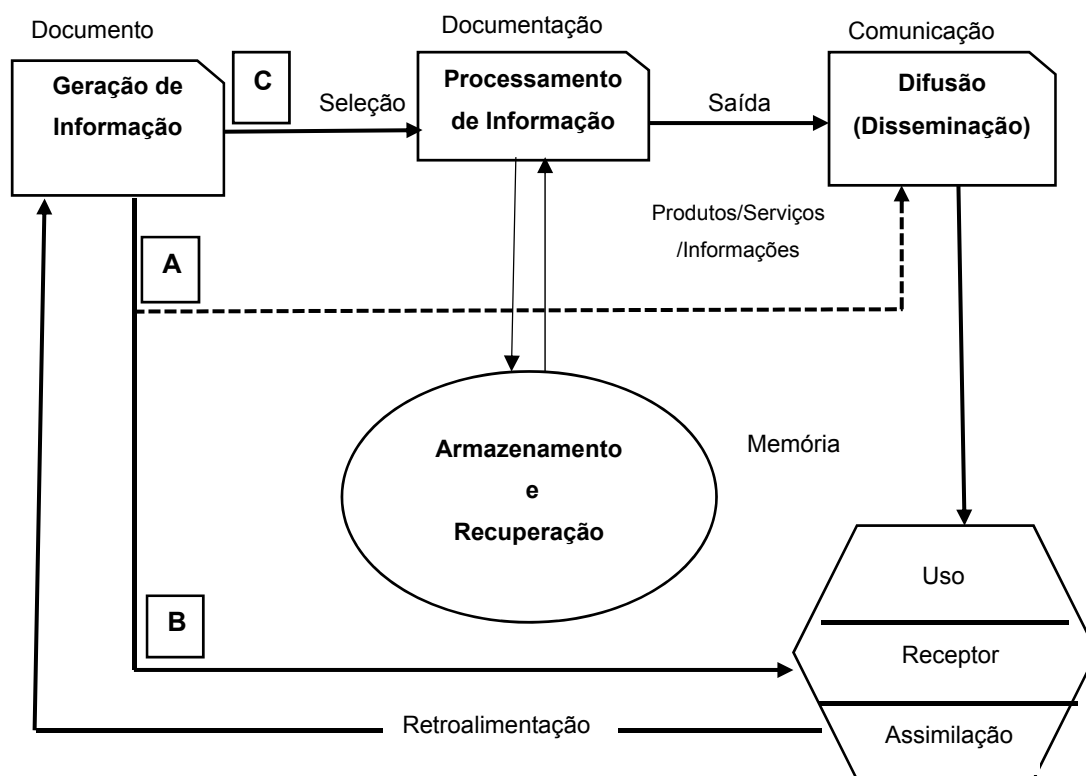 Documento
Documentação
Comunicação
Geração de
Informação
C
Seleção
Processamento
de Informação
Saída
Difusão
(Disseminação)
Produtos/Serviços
/Informações
A
Armazenamento
e
Recuperação
Memória
Uso
B
Receptor
Retroalimentação
Assimilação